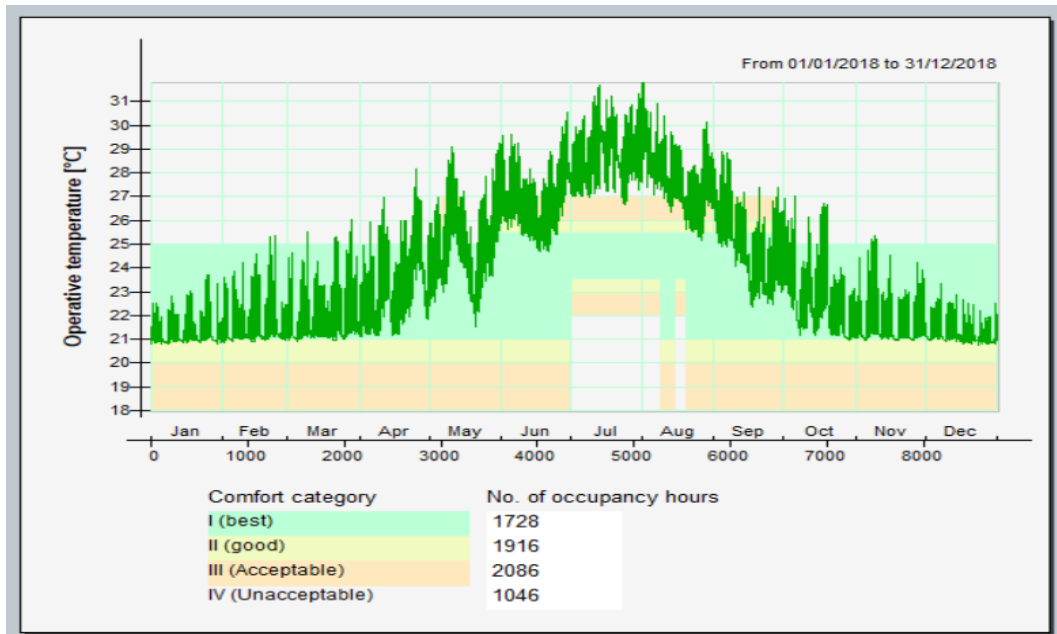 From 01/01/2018 to 31/12/2018
Operative temperature [°C]
31
30
29
28
27
26
25
24
23
22
21
20
19
18
Jan Feb Mar Apr May Jun Jul Aug Sep Oct Nov Dec
0 1000 2000 3000 4000 5000 6000 7000 8000
Comfort category No. of occupancy hours
I (best) 1728
II (good) 1916
III (Acceptable) 2086
IV (Unacceptable) 1046